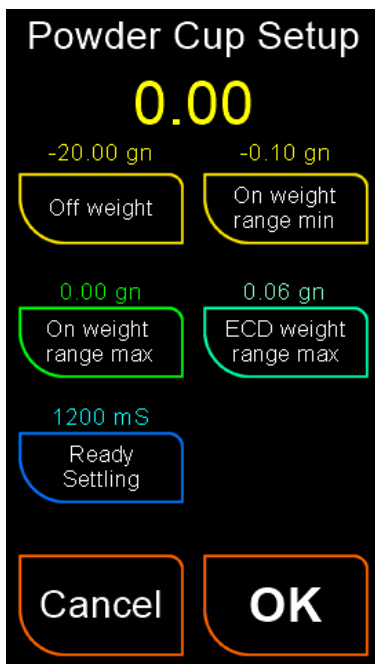 Powder Cup Setup
0.00
-20.00 gn
-0.10 gn
Off weight
On weight
range min
0.00 gn
0.06 gn
On weight
range max
ECD weight
range max
1200 mS
Ready
Settling
Cancel
OK